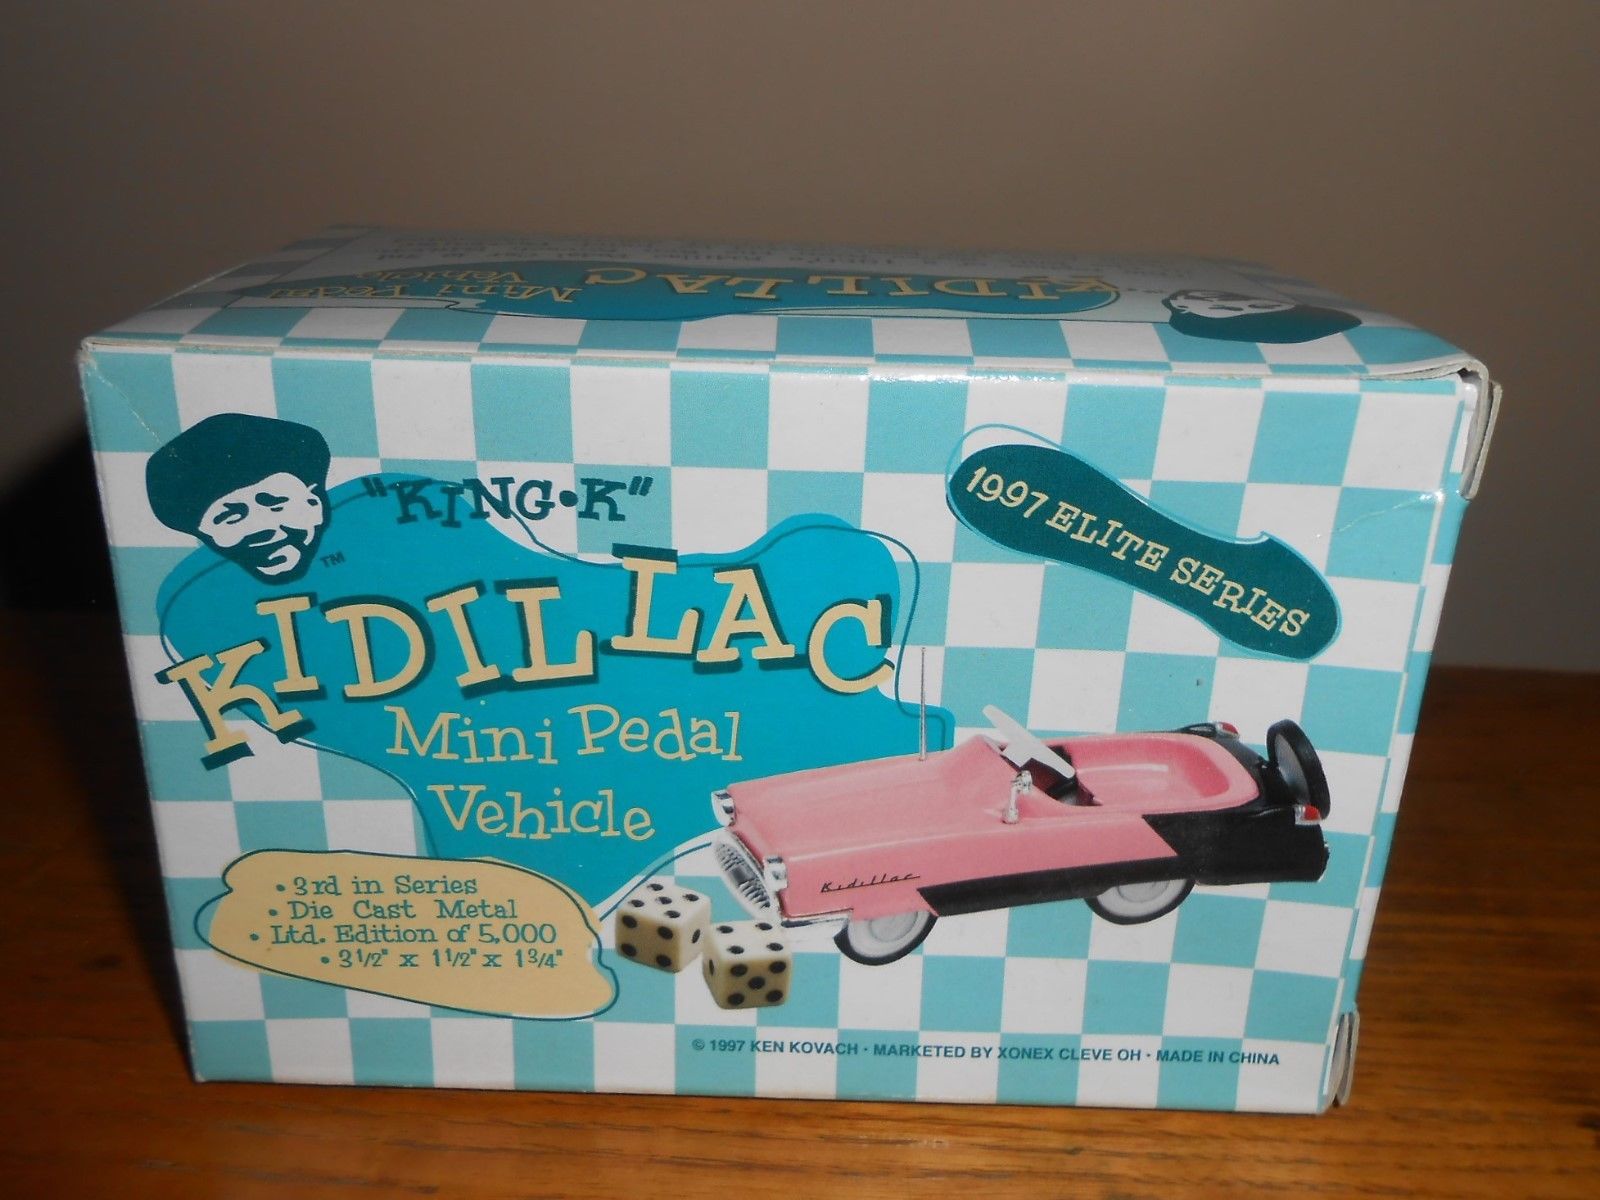 KIDILLAC
Mini Pedal
Vehicle
"KING•K"
TM
KIDILLAC
Mini Pedal
Vehicle
1997 ELITE SERIES
• 3rd in Series
• Die Cast Metal
• Ltd. Edition of 5,000
• 3 1/2" x 1 1/2" x 1 3/4"
Kidillac
© 1997 KEN KOVACH • MARKETED BY XONEX CLEVE OH • MADE IN CHINA